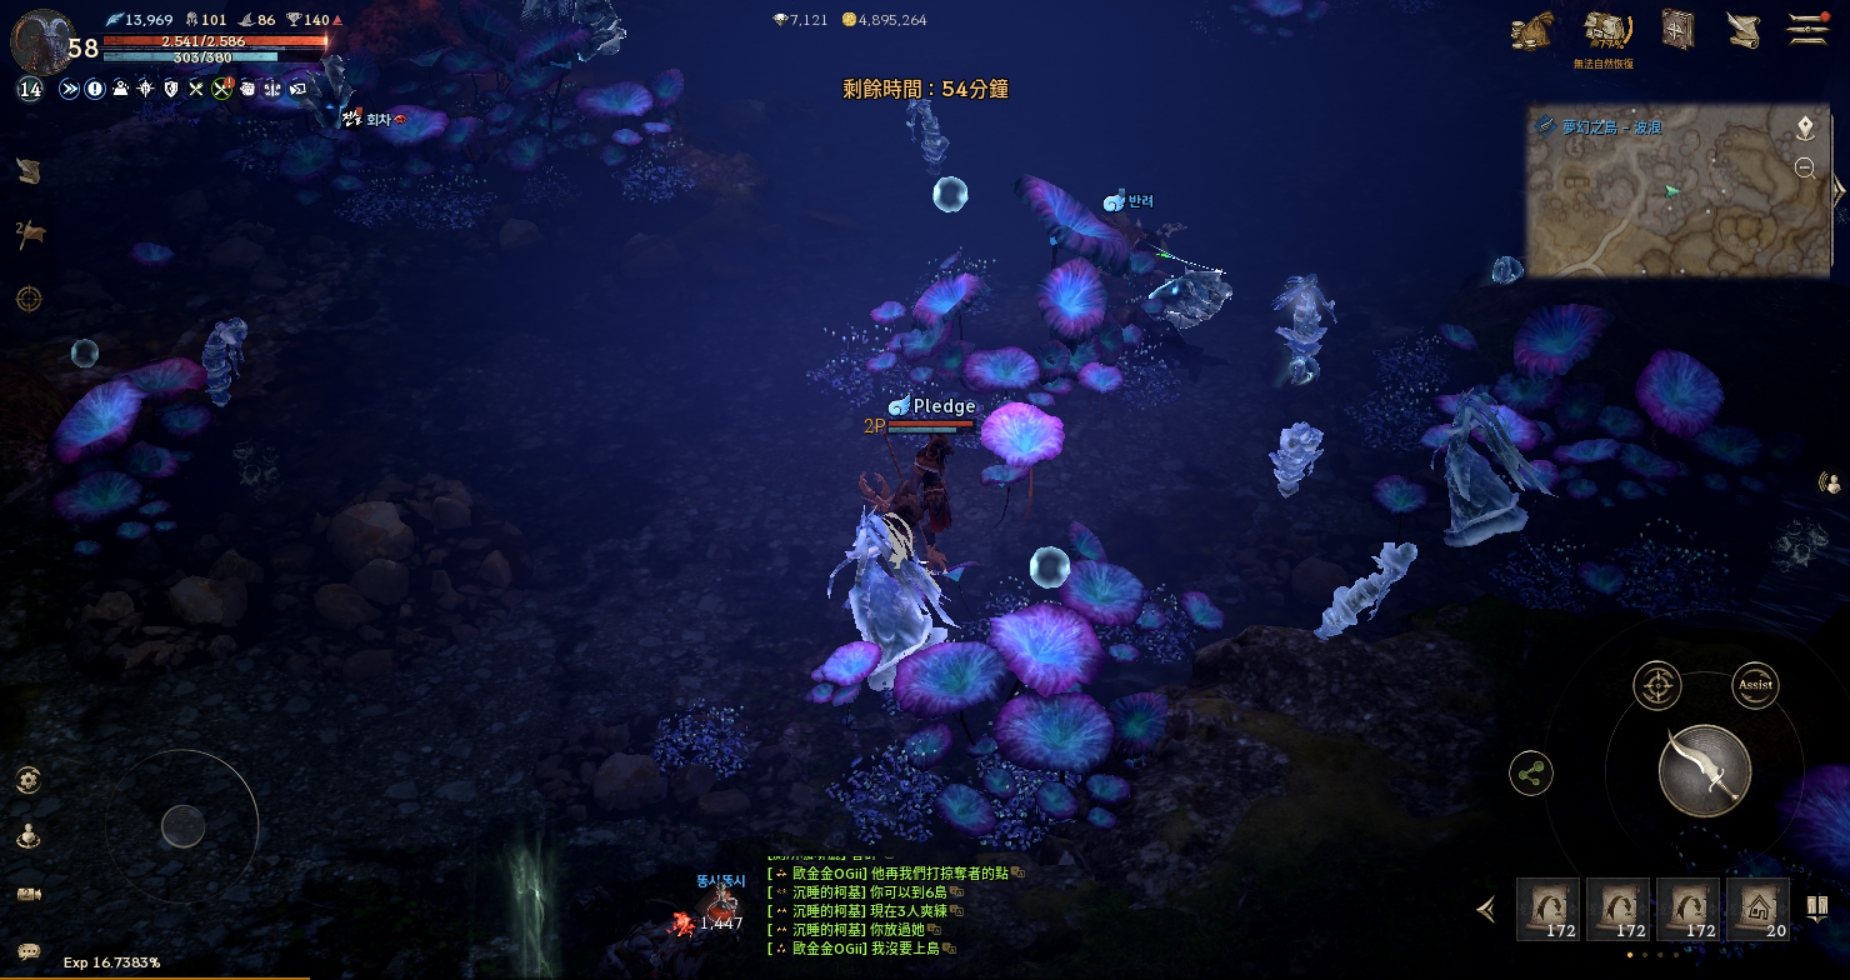 13,969 101 86 140
7,121 4,895,264
58
2.541/2.586
303/380
77%
無法自然恢復
14
剩餘時間：54分鐘
전설 회차
夢幻之島 - 波浪
반려
Pledge
2P
Assist
[歐金金OGii] 他再我們打掠奪者的點
똥시똥시
[沉睡的柯基] 你可以到6島
[沉睡的柯基] 現在3人爽練
1,447
[沉睡的柯基] 你放過她
[歐金金OGii] 我沒要上島
172 172 172 20
Exp 16.7383%